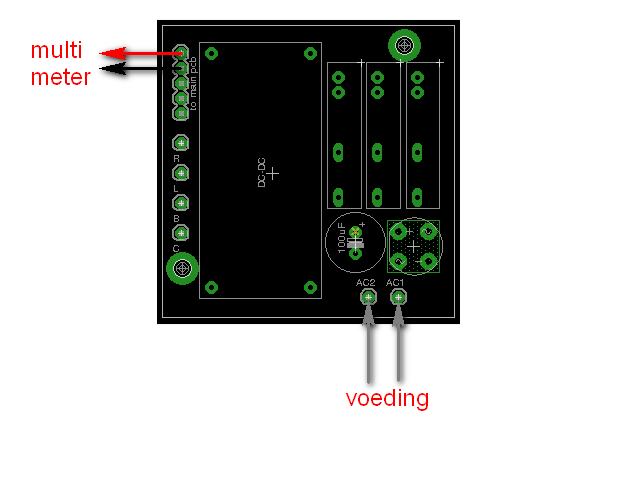 multi
meter
to main pcb
R
L
B
C
DC-DC
100uF
+
+
-
AC2 AC1
voeding